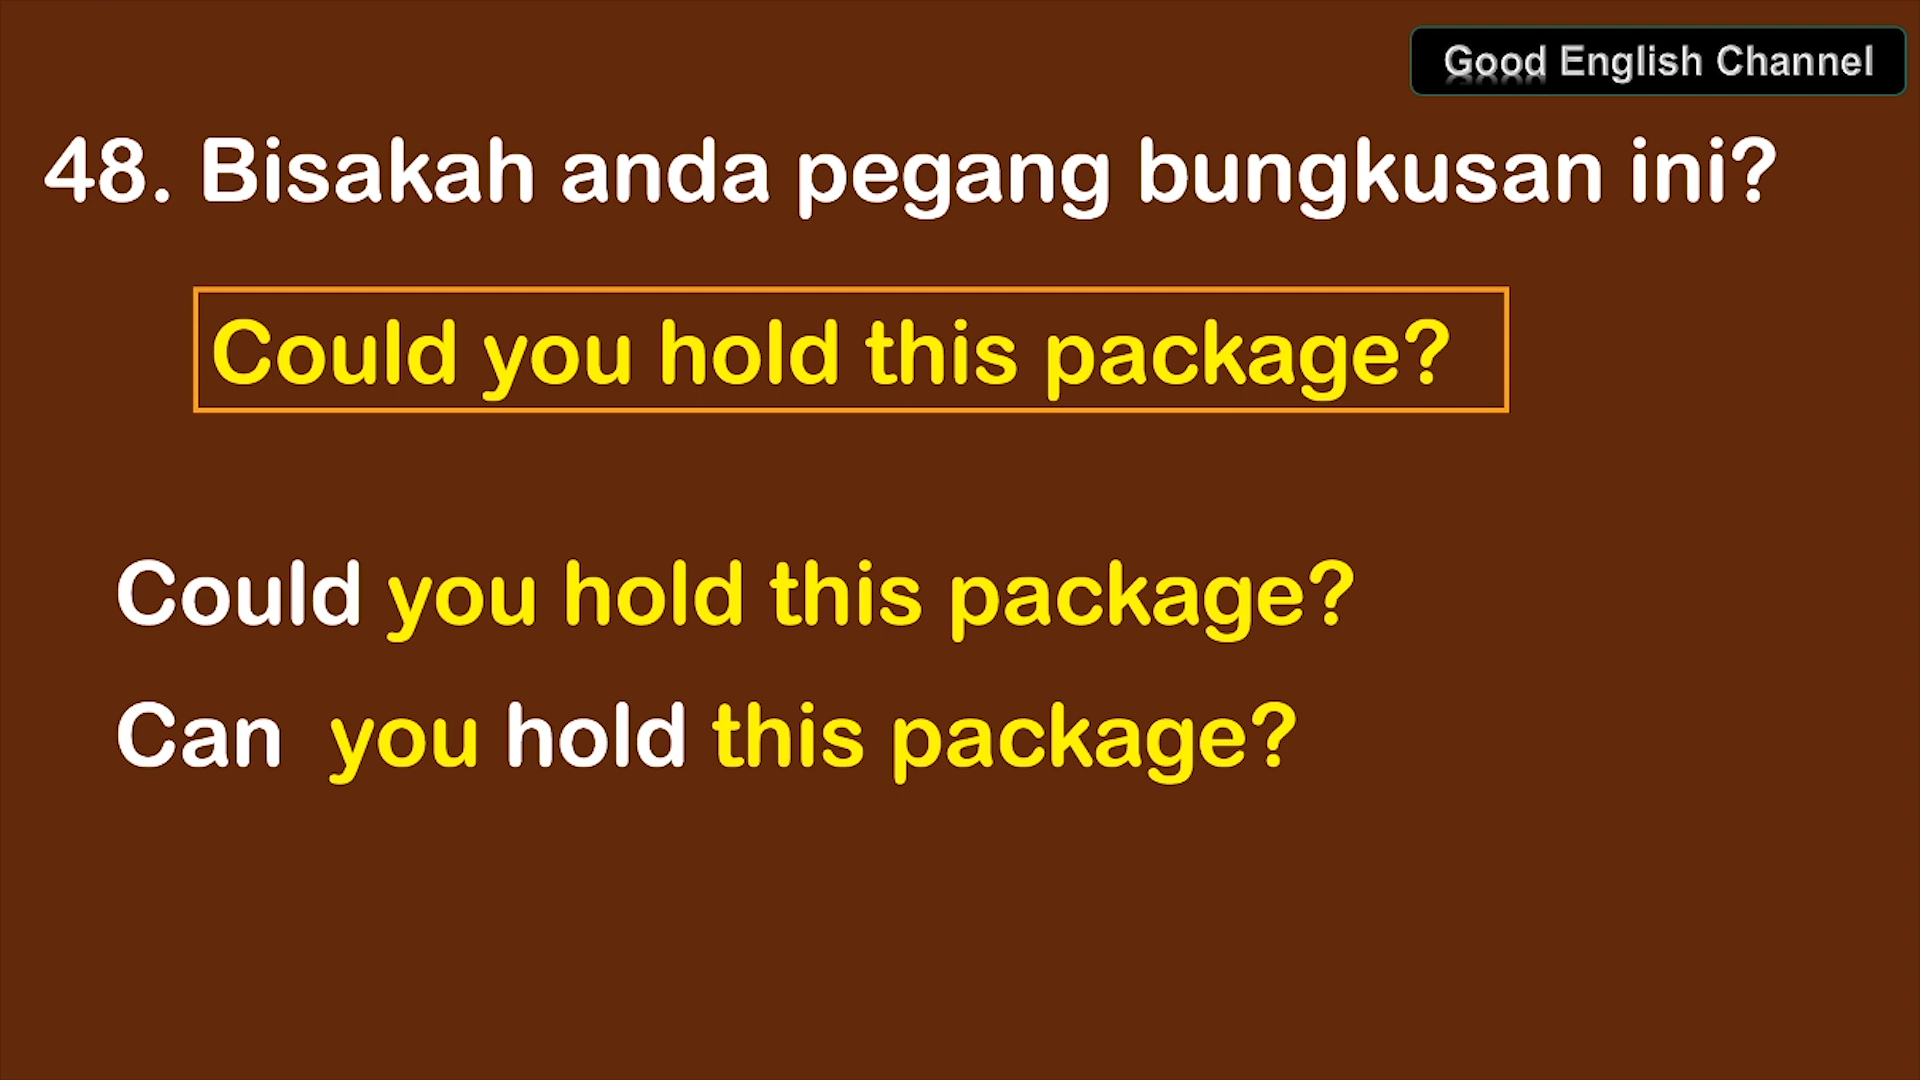 Good English Channel
48. Bisakah anda pegang bungkusan ini?
Could you hold this package?
Could you hold this package?
Can you hold this package?